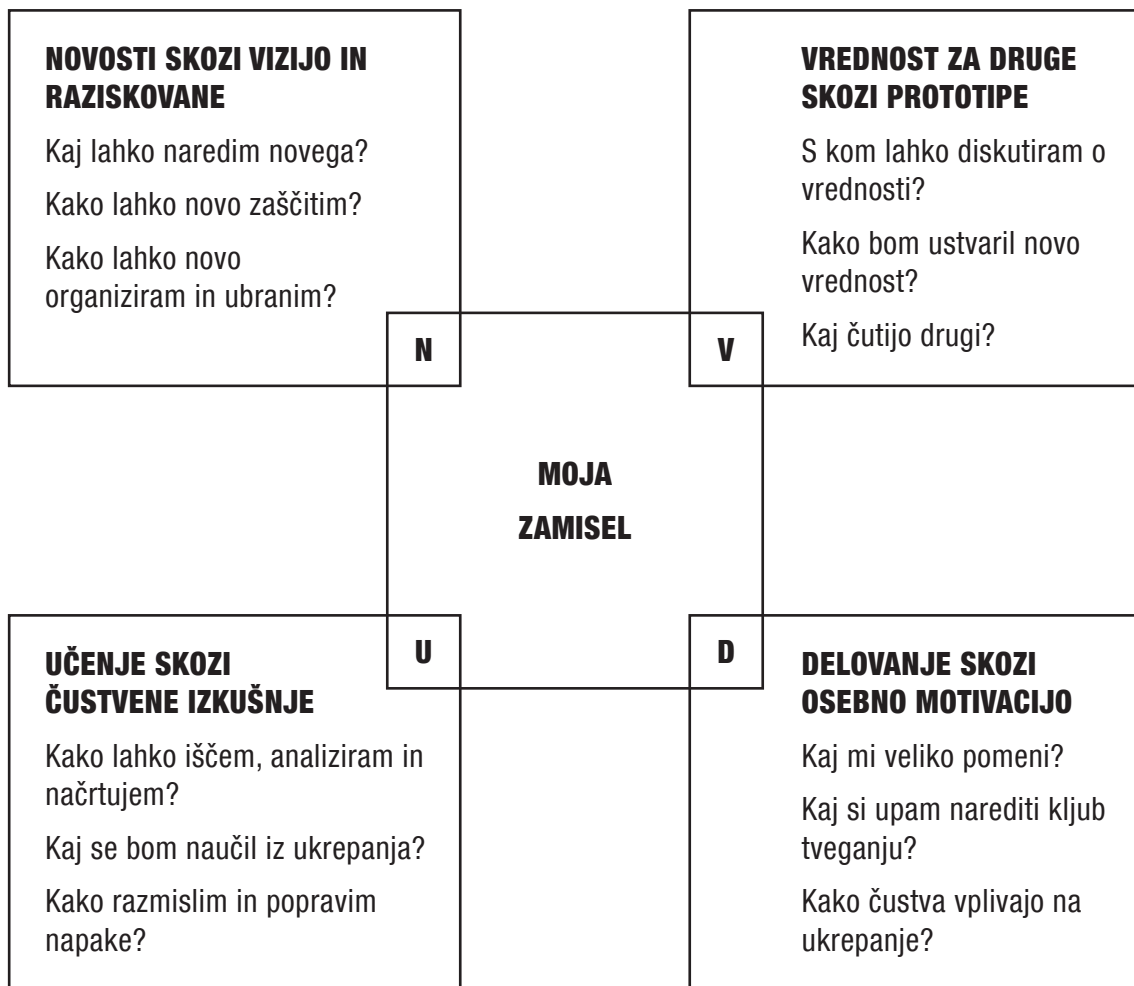 NOVOSTI SKOZI VIZIJO IN
RAZISKOVANE
Kaj lahko naredim novega?
Kako lahko novo zaščitim?
Kako lahko novo
organiziram in ubranim?
N
VREDNOST ZA DRUGE
SKOZI PROTOTIPE
S kom lahko diskutiram o
vrednosti?
Kako bom ustvaril novo
vrednost?
Kaj čutijo drugi?
V
MOJA
ZAMISEL
UČENJE SKOZI
ČUSTVENE IZKUŠNJE
Kako lahko iščem, analiziram in
načrtujem?
Kaj se bom naučil iz ukrepanja?
Kako razmislim in popravim
napake?
U
DELOVANJE SKOZI
OSEBNO MOTIVACIJO
Kaj mi veliko pomeni?
Kaj si upam narediti kljub
tveganju?
Kako čustva vplivajo na
ukrepanje?
D